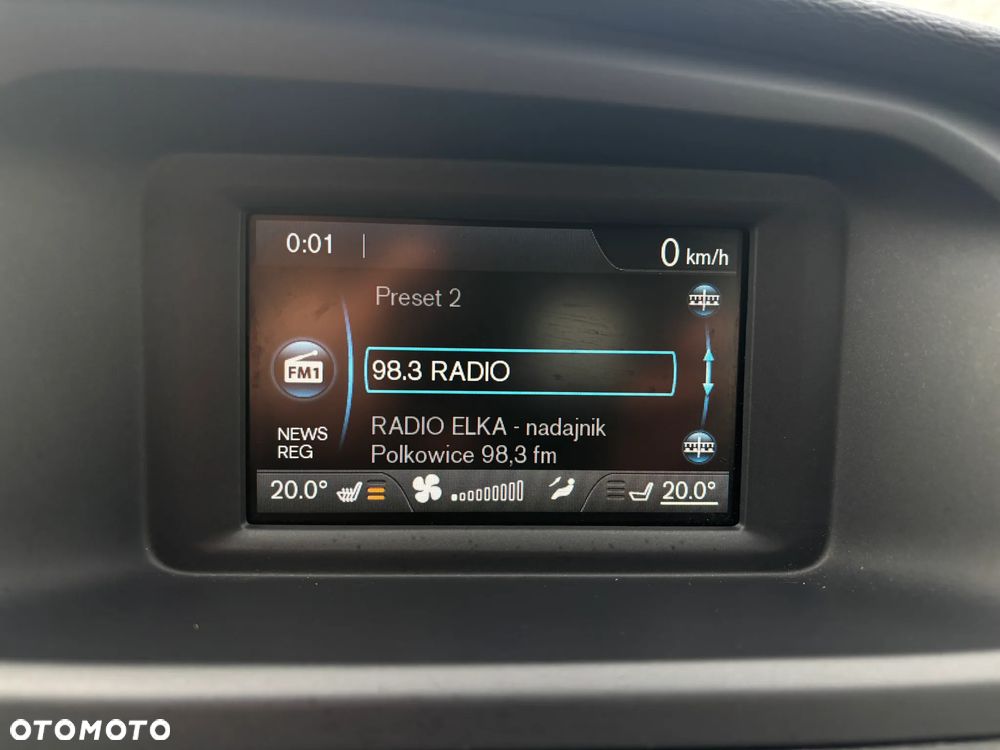 0:01
0 km/h
Preset 2
FM1
98.3 RADIO
NEWS
REG
RADIO ELKA - nadajnik
Polkowice 98,3 fm
20.0°
20.0°
OTOMOTO